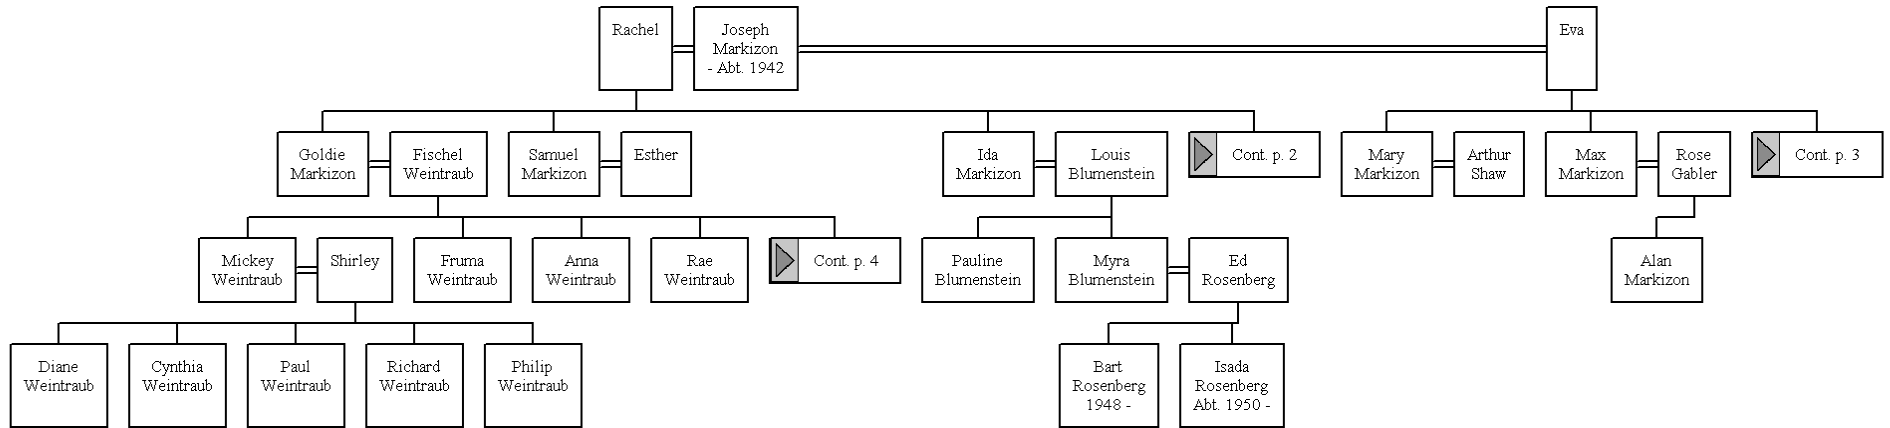 Rachel
Joseph
Markizon
- Abt. 1942
Eva
Goldie
Markizon
Fischel
Weintraub
Samuel
Markizon
Esther
Ida
Markizon
Louis
Blumenstein
Cont. p. 2
Mary
Markizon
Arthur
Shaw
Max
Markizon
Rose
Gabler
Cont. p. 3
Mickey
Weintraub
Shirley
Fruma
Weintraub
Anna
Weintraub
Rae
Weintraub
Cont. p. 4
Pauline
Blumenstein
Myra
Blumenstein
Ed
Rosenberg
Alan
Markizon
Diane
Weintraub
Cynthia
Weintraub
Paul
Weintraub
Richard
Weintraub
Philip
Weintraub
Bart
Rosenberg
1948 -
Isada
Rosenberg
Abt. 1950 -